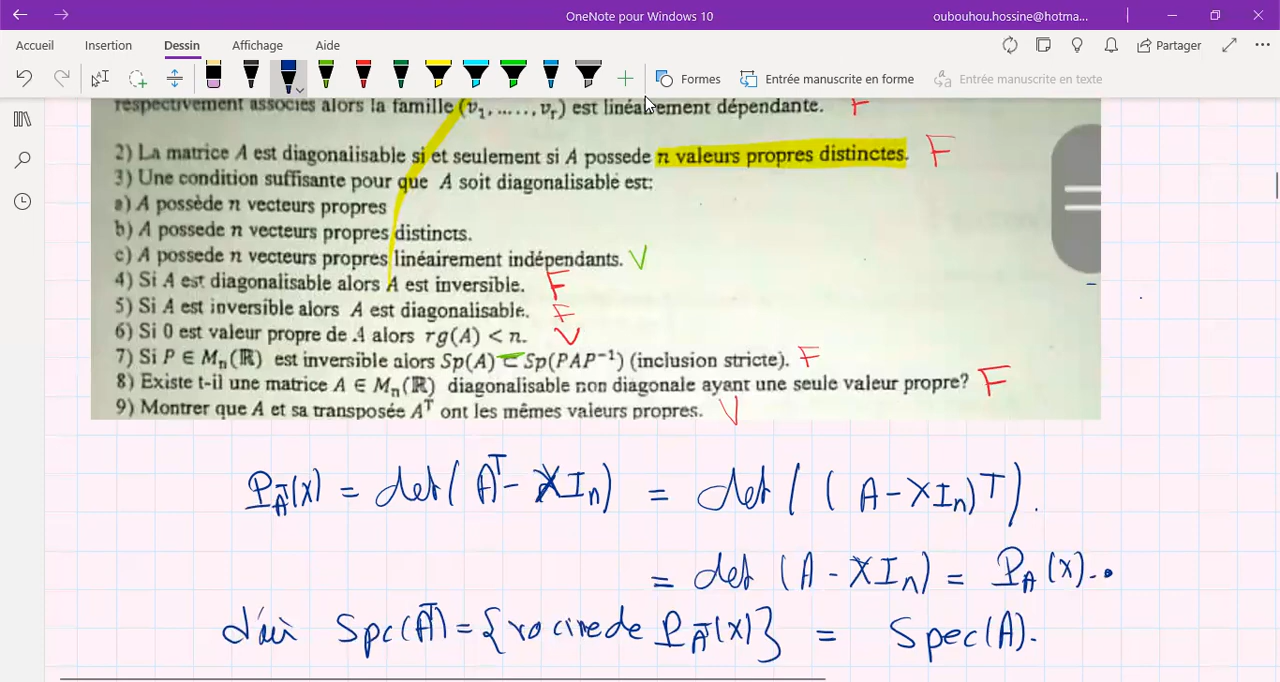 OneNote pour Windows 10
oubouhou.hossine@hotma...
Accueil Insertion Dessin Affichage Aide
Partager
Formes Entrée manuscrite en forme Entrée manuscrite en texte
respectivement associés alors la famille (v₁, ....., vᵣ) est linéairement dépendante. F
2) La matrice A est diagonalisable si et seulement si A possede n valeurs propres distinctes. F
3) Une condition suffisante pour que A soit diagonalisable est:
a) A possède n vecteurs propres
b) A possede n vecteurs propres distincts.
c) A possede n vecteurs propres linéairement indépendants. V
4) Si A est diagonalisable alors A est inversible. F
5) Si A est inversible alors A est diagonalisable. F
6) Si 0 est valeur propre de A alors rg(A) < n. V
7) Si P ∈ Mₙ(ℝ) est inversible alors Sp(A) ⊂ Sp(PAP⁻¹) (inclusion stricte). F
8) Existe t-il une matrice A ∈ Mₙ(ℝ) diagonalisable non diagonale ayant une seule valeur propre? F
9) Montrer que A et sa transposée Aᵀ ont les mêmes valeurs propres. V
P_Aᵀ(X) = det(Aᵀ - XIₙ) = det((A - XIₙ)ᵀ).
= det(A - XIₙ) = P_A(X).
d'où Spc(Aᵀ) = {rocine de P_Aᵀ(X)} = Spec(A).